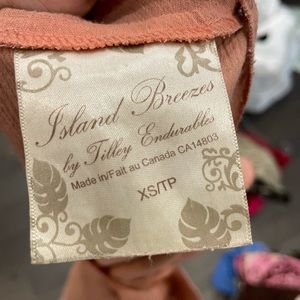 Island Breezes
by Tilley Endurables
Made in/Fait au Canada CA14803
XS/TP